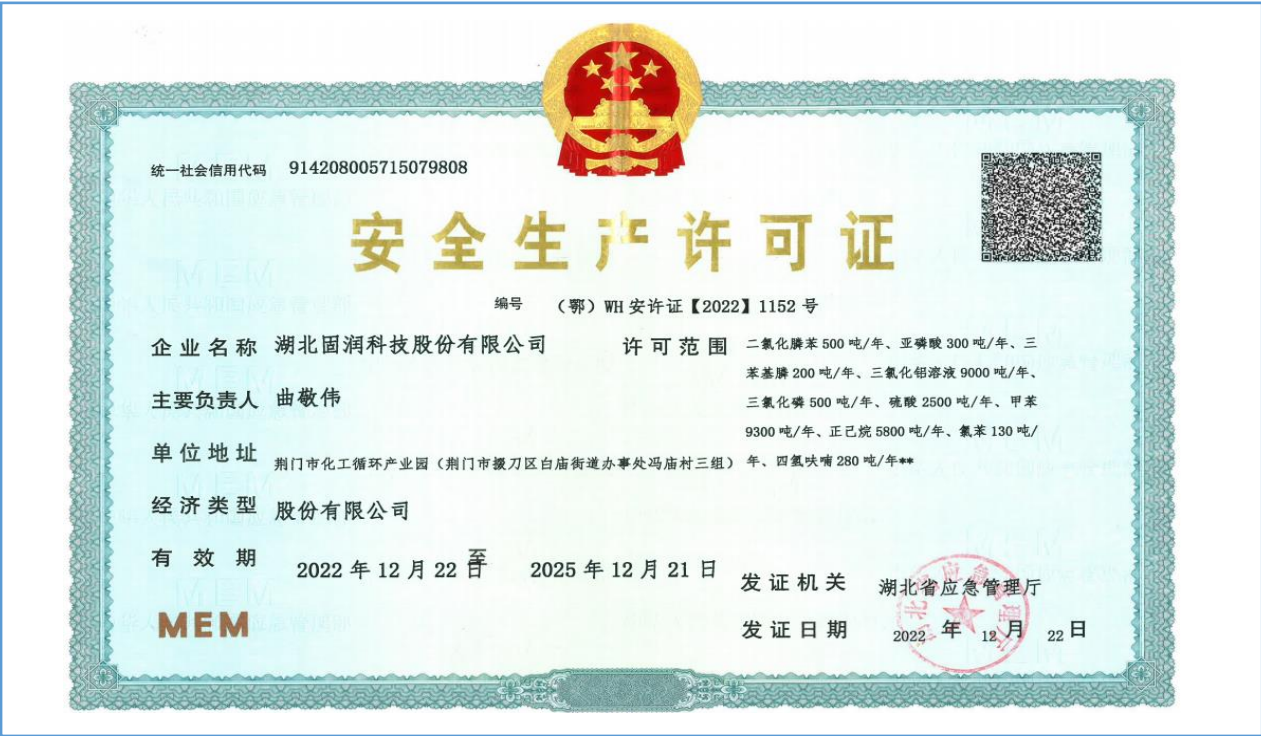 统一社会信用代码 914208005715079808
安全生产许可证
编号 （鄂）WH安许证【2022】1152号
企业名称 湖北固润科技股份有限公司
主要负责人 曲敬伟
单位地址 荆门市化工循环产业园（荆门市掇刀区白庙街道办事处冯庙村三组）
经济类型 股份有限公司
有效期 2022年12月22日至 2025年12月21日
许可范围 二氯化膦苯500吨/年、亚磷酸300吨/年、三
苯基膦200吨/年、三氯化铝溶液9000吨/年、
三氯化磷500吨/年、硫酸2500吨/年、甲苯
9300吨/年、正己烷5800吨/年、氯苯130吨/
年、四氢呋喃280吨/年**
发证机关 湖北省应急管理厅
发证日期 2022年12月22日
MEM
湖北省应急管理厅